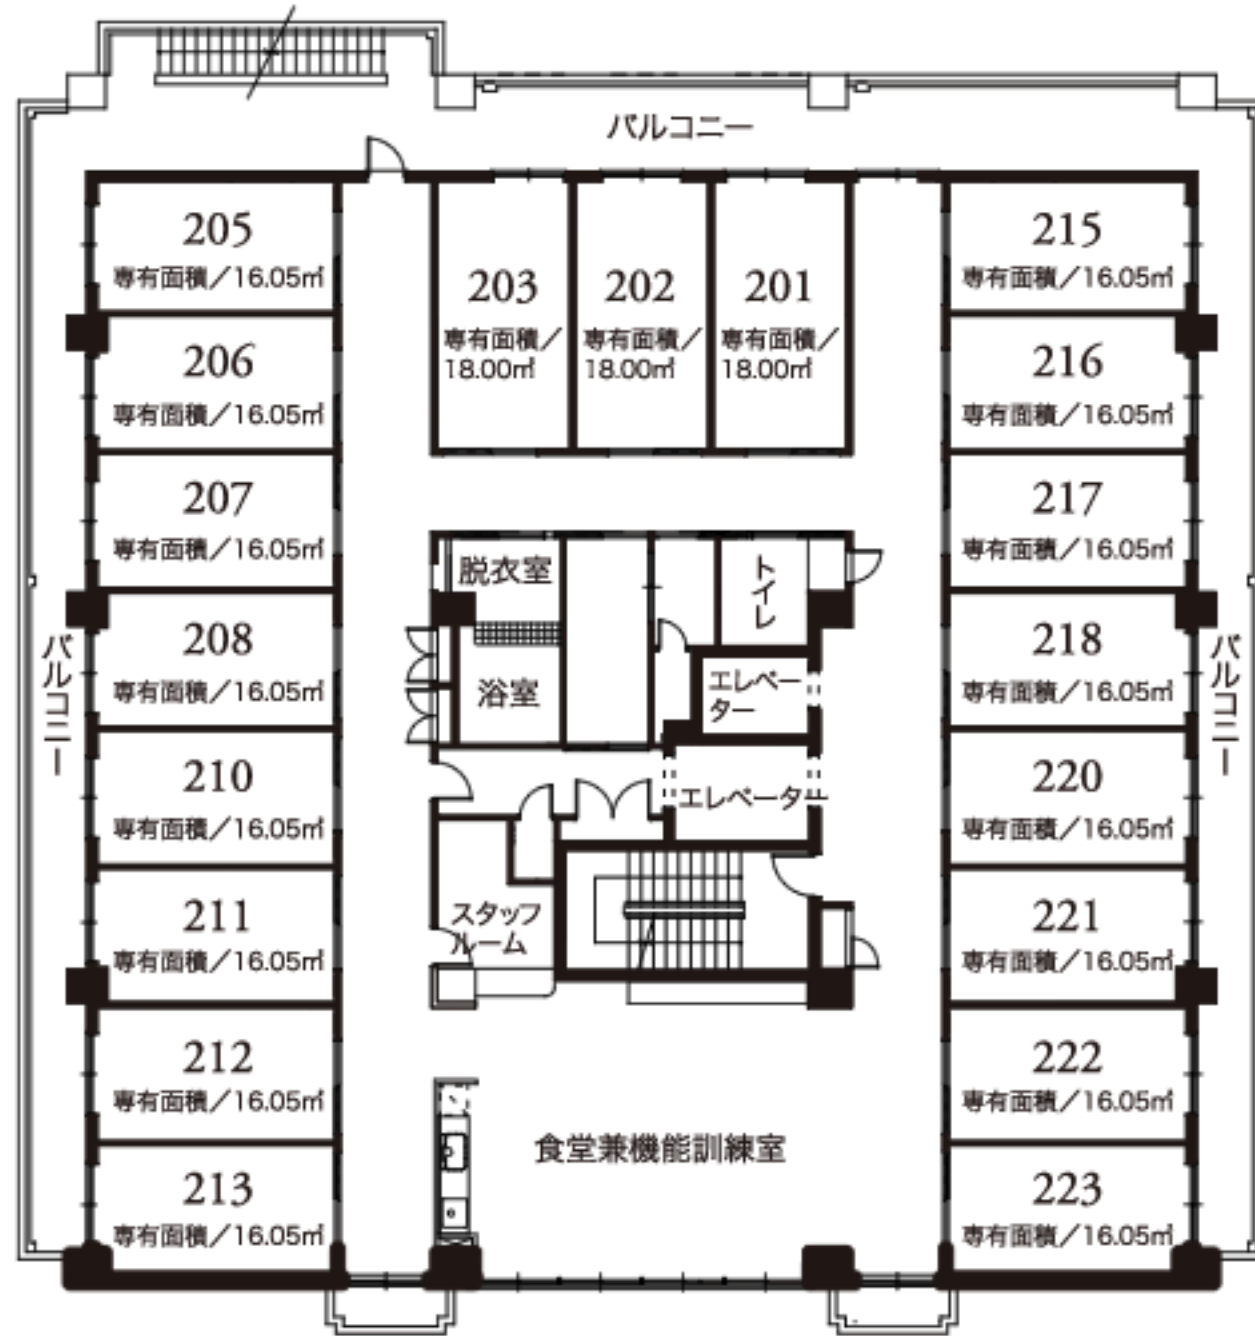 バルコニー
205
専有面積／16.05㎡
206
専有面積／16.05㎡
207
専有面積／16.05㎡
208
専有面積／16.05㎡
210
専有面積／16.05㎡
211
専有面積／16.05㎡
212
専有面積／16.05㎡
213
専有面積／16.05㎡
バルコニー
203
専有面積／
18.00㎡
202
専有面積／
18.00㎡
201
専有面積／
18.00㎡
脱衣室
浴室
トイレ
エレベー
ター
エレベーター
スタッフ
ルーム
食堂兼機能訓練室
215
専有面積／16.05㎡
216
専有面積／16.05㎡
217
専有面積／16.05㎡
218
専有面積／16.05㎡
220
専有面積／16.05㎡
221
専有面積／16.05㎡
222
専有面積／16.05㎡
223
専有面積／16.05㎡
バルコニー